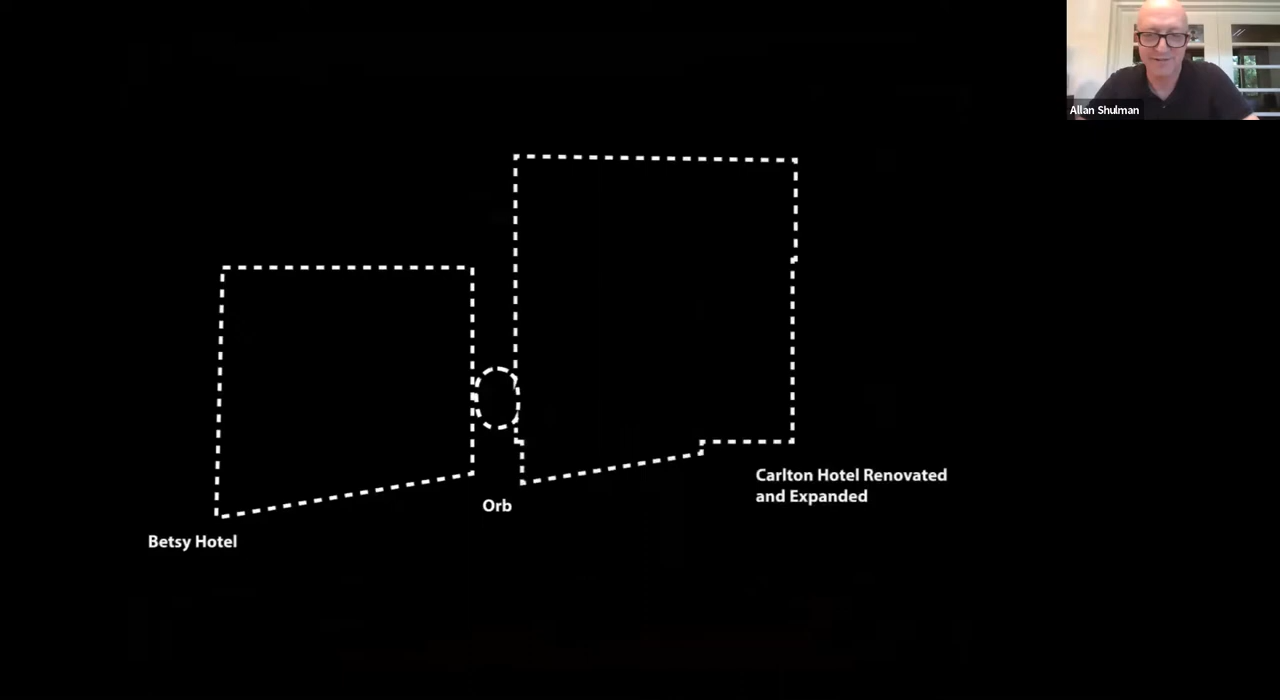 Allan Shulman
Carlton Hotel Renovated
and Expanded
Orb
Betsy Hotel